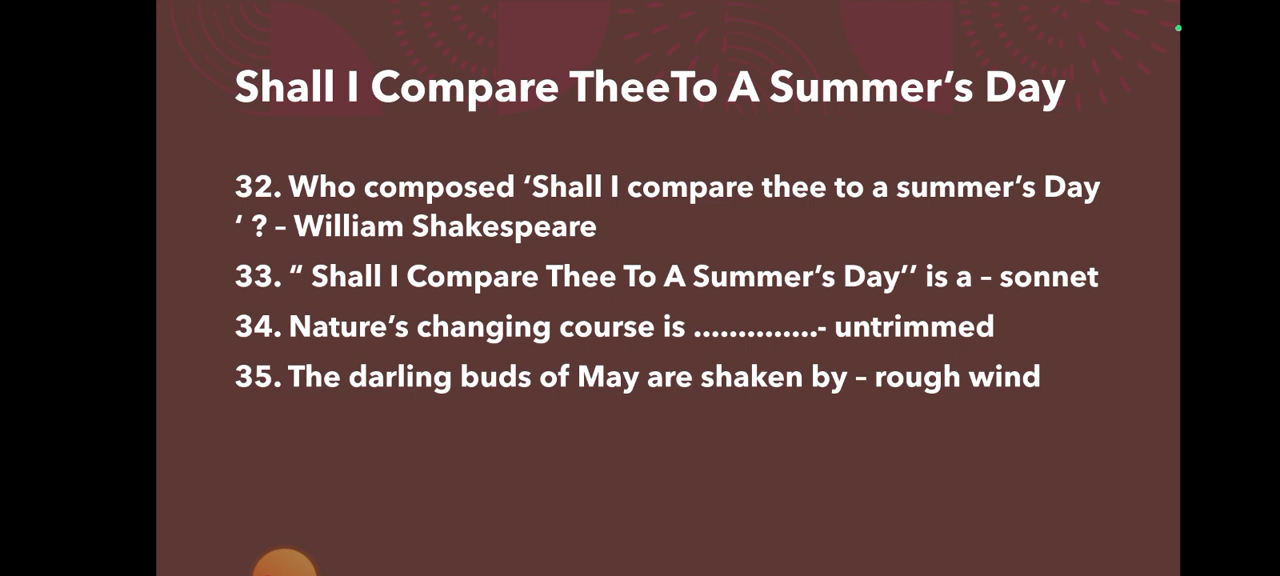 Shall I Compare TheeTo A Summer’s Day
32. Who composed ‘Shall I compare thee to a summer’s Day
‘ ? – William Shakespeare
33. “ Shall I Compare Thee To A Summer’s Day’’ is a – sonnet
34. Nature’s changing course is ..............- untrimmed
35. The darling buds of May are shaken by – rough wind